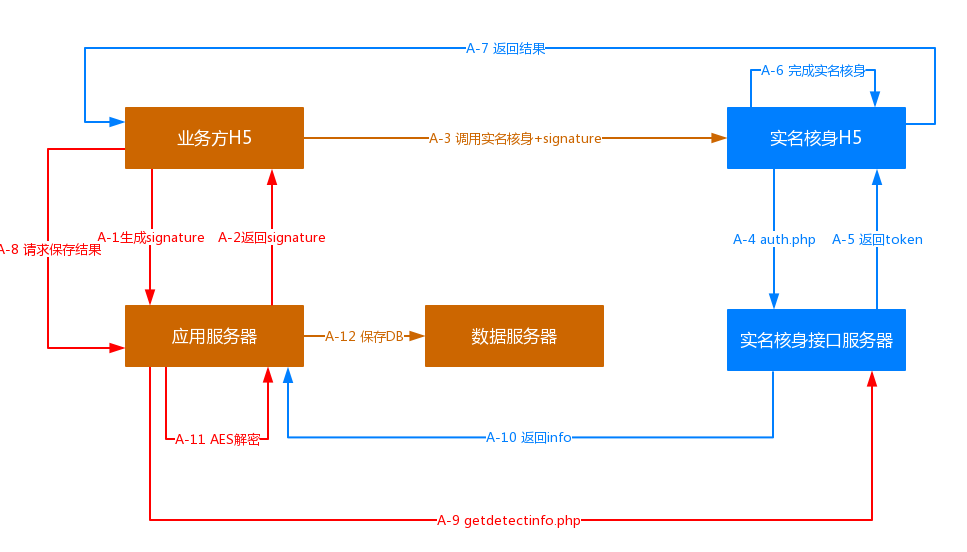 A-7 返回结果
A-6 完成实名核身
业务方H5
A-3 调用实名核身+signature
实名核身H5
A-1生成signature
A-2返回signature
A-8 请求保存结果
A-4 auth.php
A-5 返回token
应用服务器
A-12 保存DB
数据服务器
实名核身接口服务器
A-11 AES解密
A-10 返回info
A-9 getdetectinfo.php